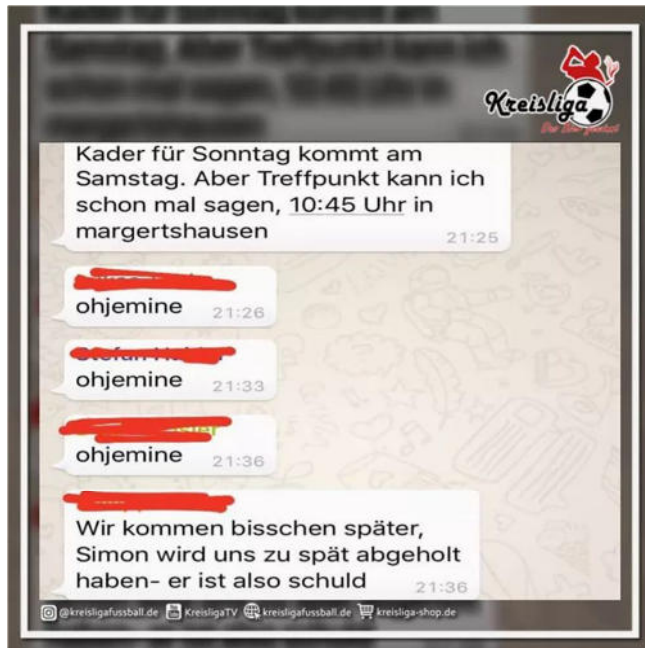 Kreisliga
Kader für Sonntag kommt am
Samstag. Aber Treffpunkt kann ich
schon mal sagen, 10:45 Uhr in
margertshausen
21:25
ohjemine 21:26
ohjemine 21:33
ohjemine 21:36
Wir kommen bisschen später,
Simon wird uns zu spät abgeholt
haben- er ist also schuld 21:36
@kreisligafussball.de KreisligaTV kreisligafussball.de kreisliga-shop.de